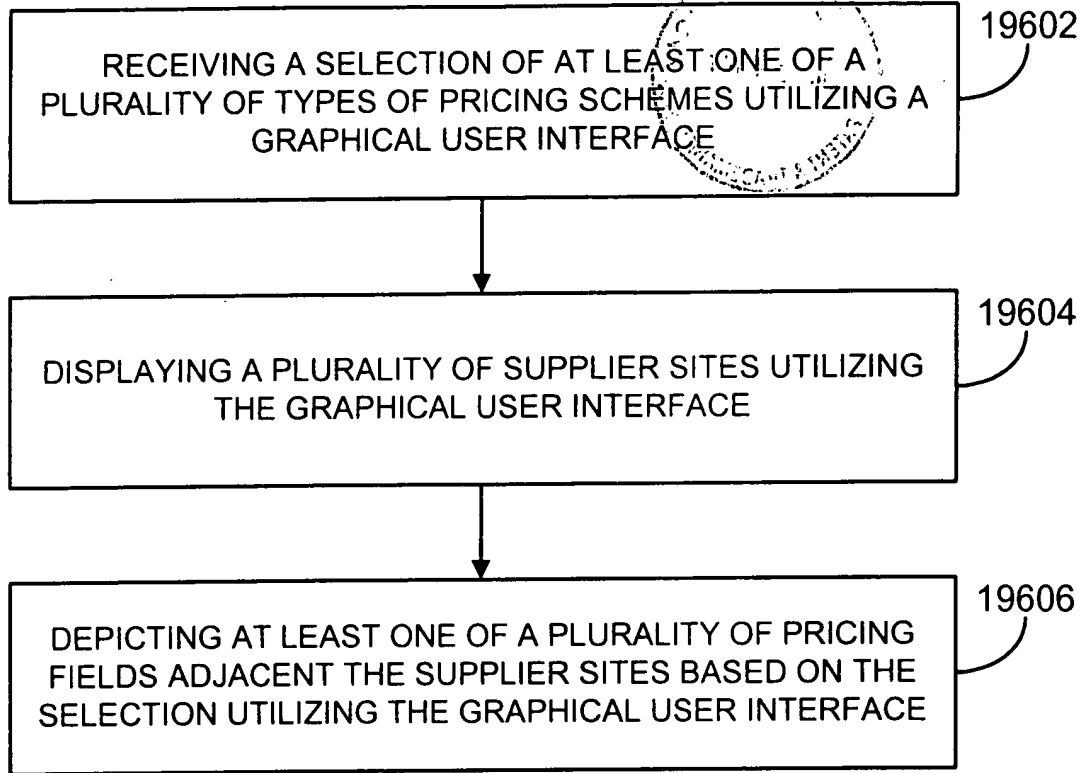 19602
RECEIVING A SELECTION OF AT LEAST ONE OF A
PLURALITY OF TYPES OF PRICING SCHEMES UTILIZING A
GRAPHICAL USER INTERFACE
19604
DISPLAYING A PLURALITY OF SUPPLIER SITES UTILIZING
THE GRAPHICAL USER INTERFACE
19606
DEPICTING AT LEAST ONE OF A PLURALITY OF PRICING
FIELDS ADJACENT THE SUPPLIER SITES BASED ON THE
SELECTION UTILIZING THE GRAPHICAL USER INTERFACE